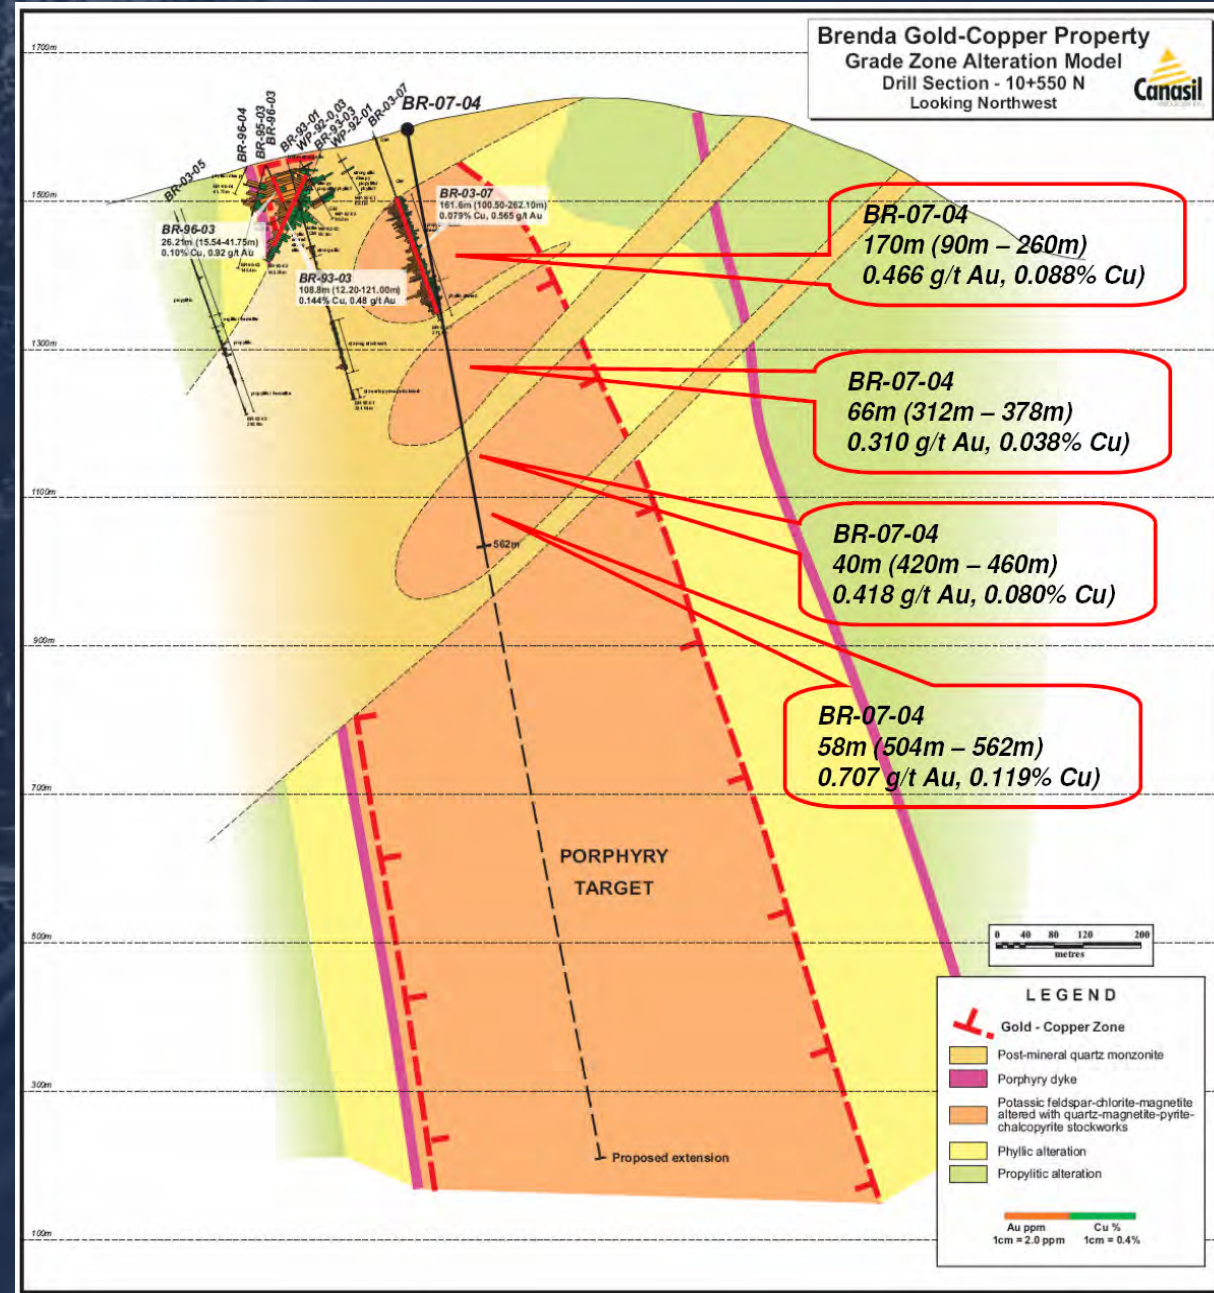 Brenda Gold-Copper Property
Grade Zone Alteration Model
Drill Section - 10+550 N
Looking Northwest
Canasil
1700m
1500m
1300m
1100m
900m
700m
500m
300m
100m
BR-03-05
BR-96-04
BR-95-03
BR-96-03
BR-93-01
WP-92-0,03
BR-93-03
WP-92-01
BR-03-07
BR-07-04
BR-03-07
161.6m (100.50-262.10m)
0.079% Cu, 0.565 g/t Au
BR-96-03
26.21m (15.54-41.75m)
0.10% Cu, 0.92 g/t Au
BR-93-03
108.8m (12.20-121.00m)
0.144% Cu, 0.48 g/t Au
BR-07-04
170m (90m – 260m)
0.466 g/t Au, 0.088% Cu)
BR-07-04
66m (312m – 378m)
0.310 g/t Au, 0.038% Cu)
BR-07-04
40m (420m – 460m)
0.418 g/t Au, 0.080% Cu)
BR-07-04
58m (504m – 562m)
0.707 g/t Au, 0.119% Cu)
562m
PORPHYRY
TARGET
Proposed extension
0 40 80 120 200
metres
LEGEND
Gold - Copper Zone
Post-mineral quartz monzonite
Porphyry dyke
Potassic feldspar-chlorite-magnetite
altered with quartz-magnetite-pyrite-
chalcopyrite stockworks
Phyllic alteration
Propylitic alteration
Au ppm Cu %
1cm = 2.0 ppm 1cm = 0.4%